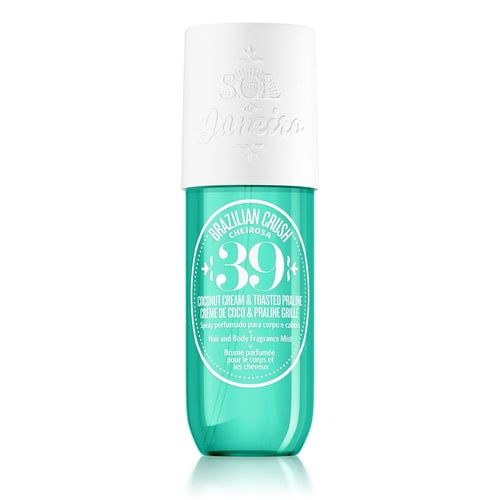 SOL
de
Janeiro
BRAZILIAN CRUSH
CHEIROSA
39
COCONUT CREAM & TOASTED PRALINE
CRÈME DE COCO & PRALINE GRILLÉ
Spray perfumado para corpo e cabelo
Hair and Body Fragrance Mist
Brume parfumée
pour le corps et
les cheveux